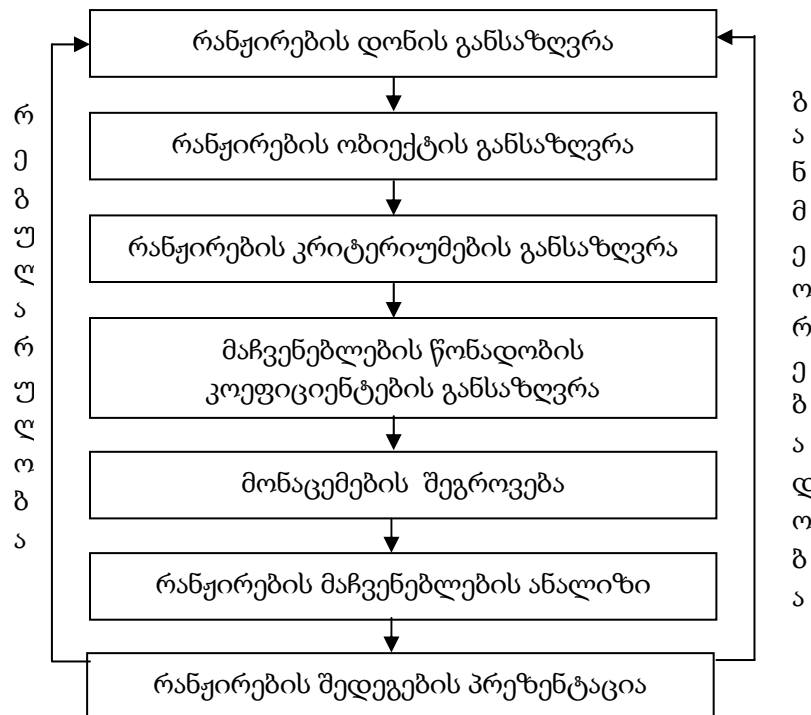 რანჟირების დონის განსაზღვრა
რანჟირების ობიექტის განსაზღვრა
რანჟირების კრიტერიუმების განსაზღვრა
მაჩვენებლების წონადობის
კოეფიციენტების განსაზღვრა
მონაცემების შეგროვება
რანჟირების მაჩვენებლების ანალიზი
რანჟირების შედეგების პრეზენტაცია
რეგულარულობა
განმეორებადობა